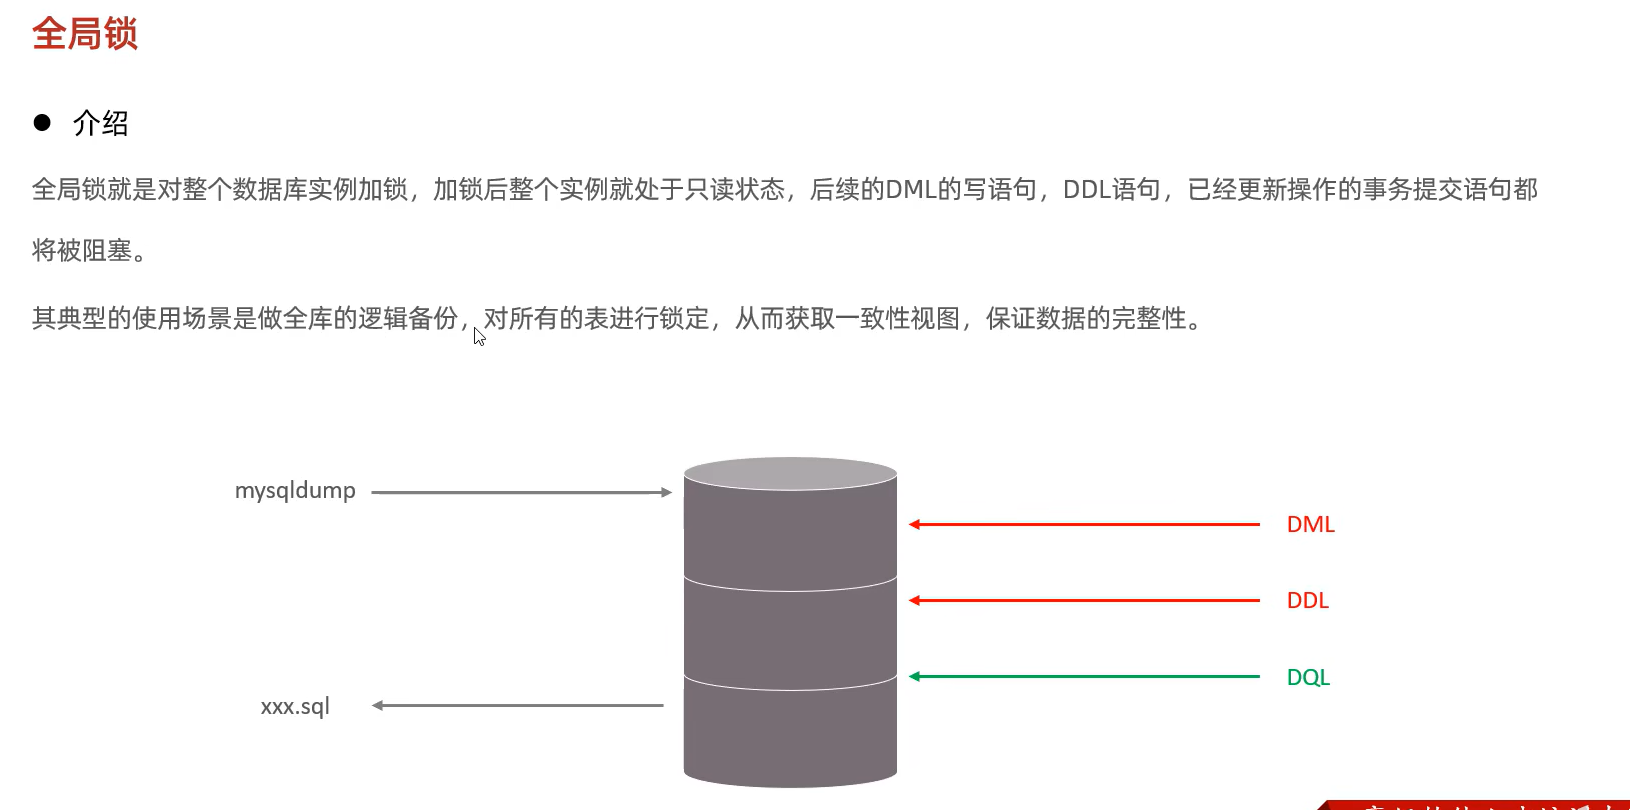 全局锁
● 介绍
全局锁就是对整个数据库实例加锁，加锁后整个实例就处于只读状态，后续的DML的写语句，DDL语句，已经更新操作的事务提交语句都
将被阻塞。
其典型的使用场景是做全库的逻辑备份，对所有的表进行锁定，从而获取一致性视图，保证数据的完整性。
mysqldump
DML
DDL
DQL
xxx.sql